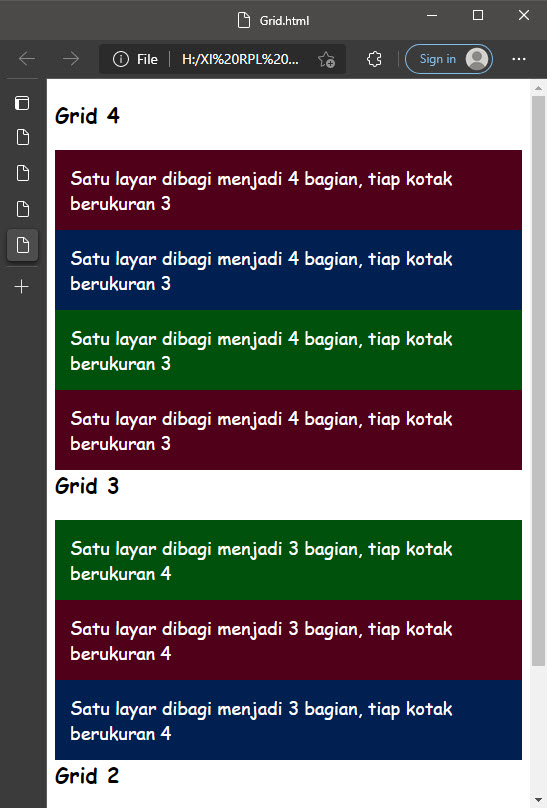 Grid.html
File
H:/XI%20RPL%20...
Sign in
Grid 4
Satu layar dibagi menjadi 4 bagian, tiap kotak
berukuran 3
Satu layar dibagi menjadi 4 bagian, tiap kotak
berukuran 3
Satu layar dibagi menjadi 4 bagian, tiap kotak
berukuran 3
Satu layar dibagi menjadi 4 bagian, tiap kotak
berukuran 3
Grid 3
Satu layar dibagi menjadi 3 bagian, tiap kotak
berukuran 4
Satu layar dibagi menjadi 3 bagian, tiap kotak
berukuran 4
Satu layar dibagi menjadi 3 bagian, tiap kotak
berukuran 4
Grid 2